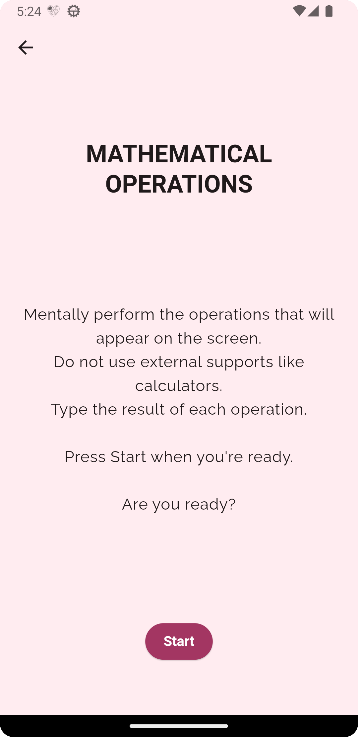 5:24
MATHEMATICAL
OPERATIONS
Mentally perform the operations that will
appear on the screen.
Do not use external supports like
calculators.
Type the result of each operation.
Press Start when you're ready.
Are you ready?
Start